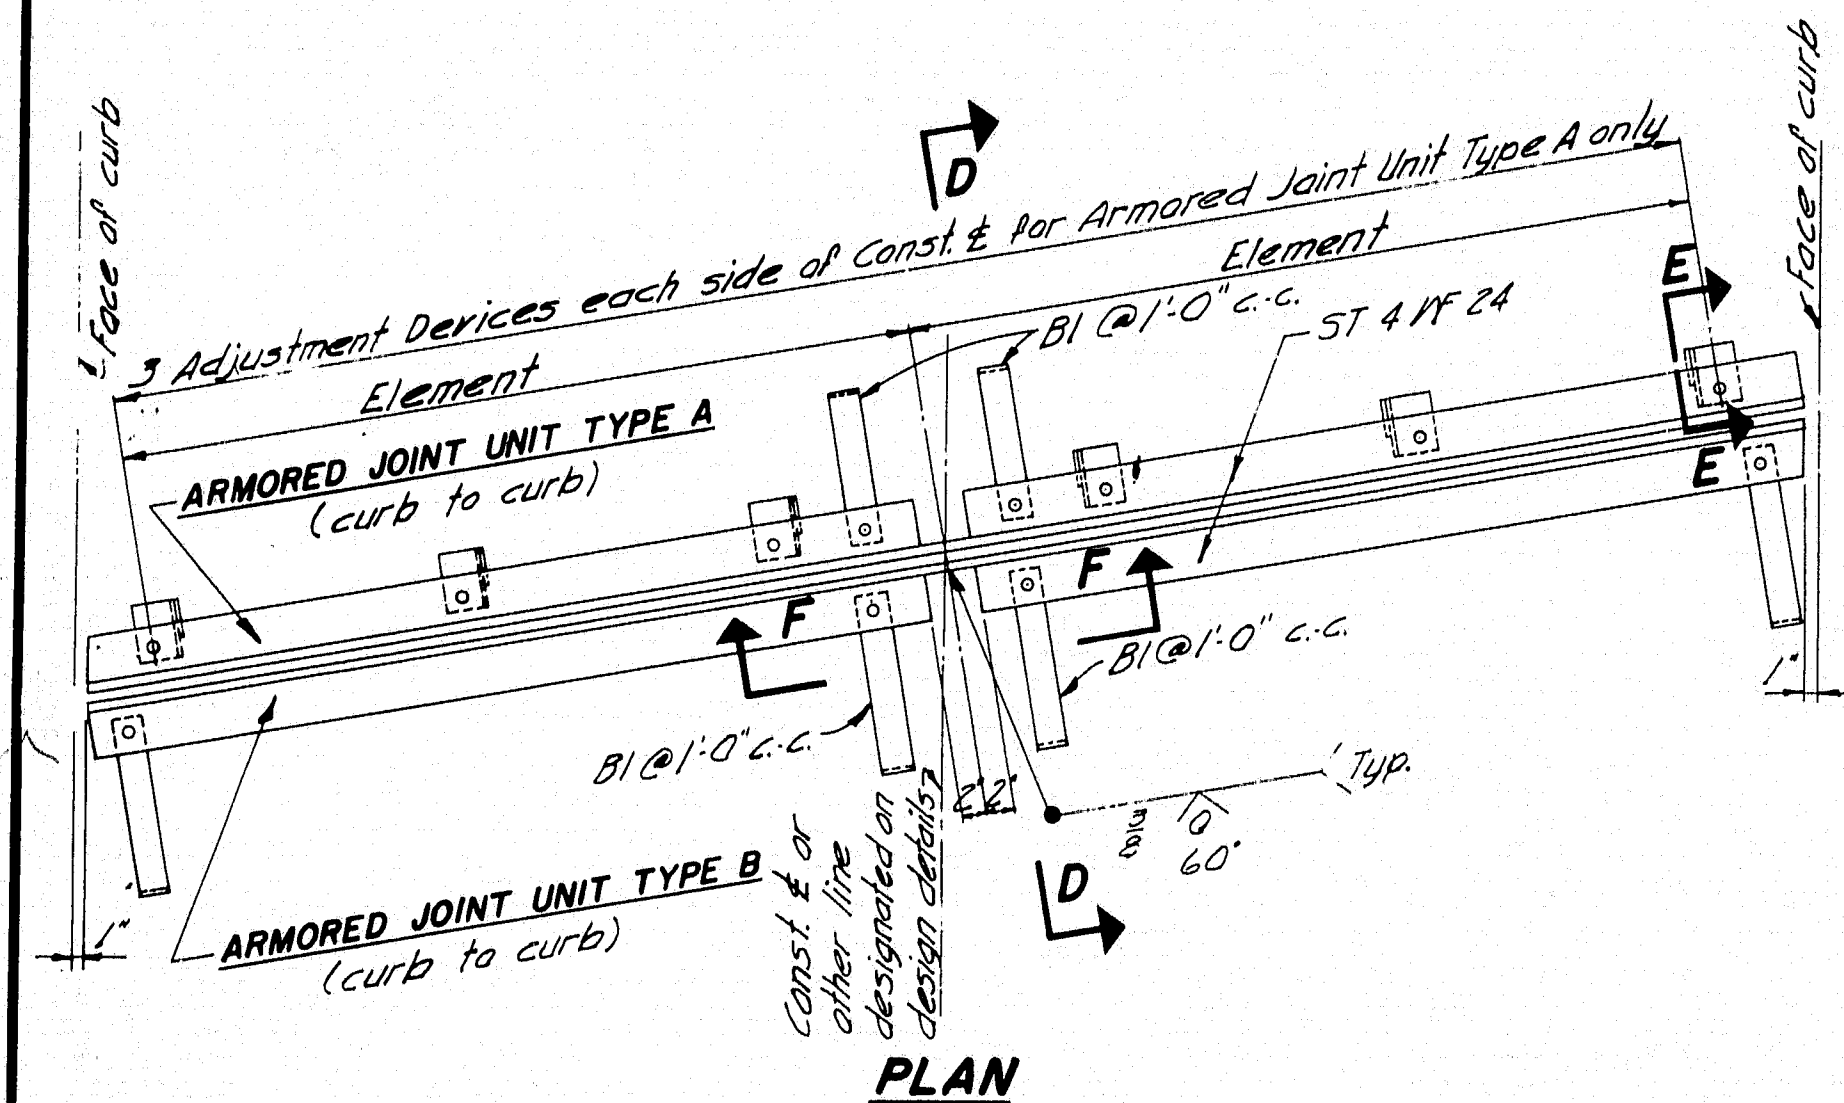 Face of curb
Face of curb
D
3 Adjustment Devices each side of Const. ℄ for Armored Joint Unit Type A only
Element
Element
E
B1 @ 1'-0" c.-c.
ST 4 WF 24
ARMORED JOINT UNIT TYPE A
(curb to curb)
E
F
F
B1 @ 1'-0" c.-c.
B1 @ 1'-0" c.-c.
1"
2" 2"
Typ.
3/8
0
60°
D
1"
ARMORED JOINT UNIT TYPE B
(curb to curb)
Const. ℄ or
other line
designated on
design details
PLAN